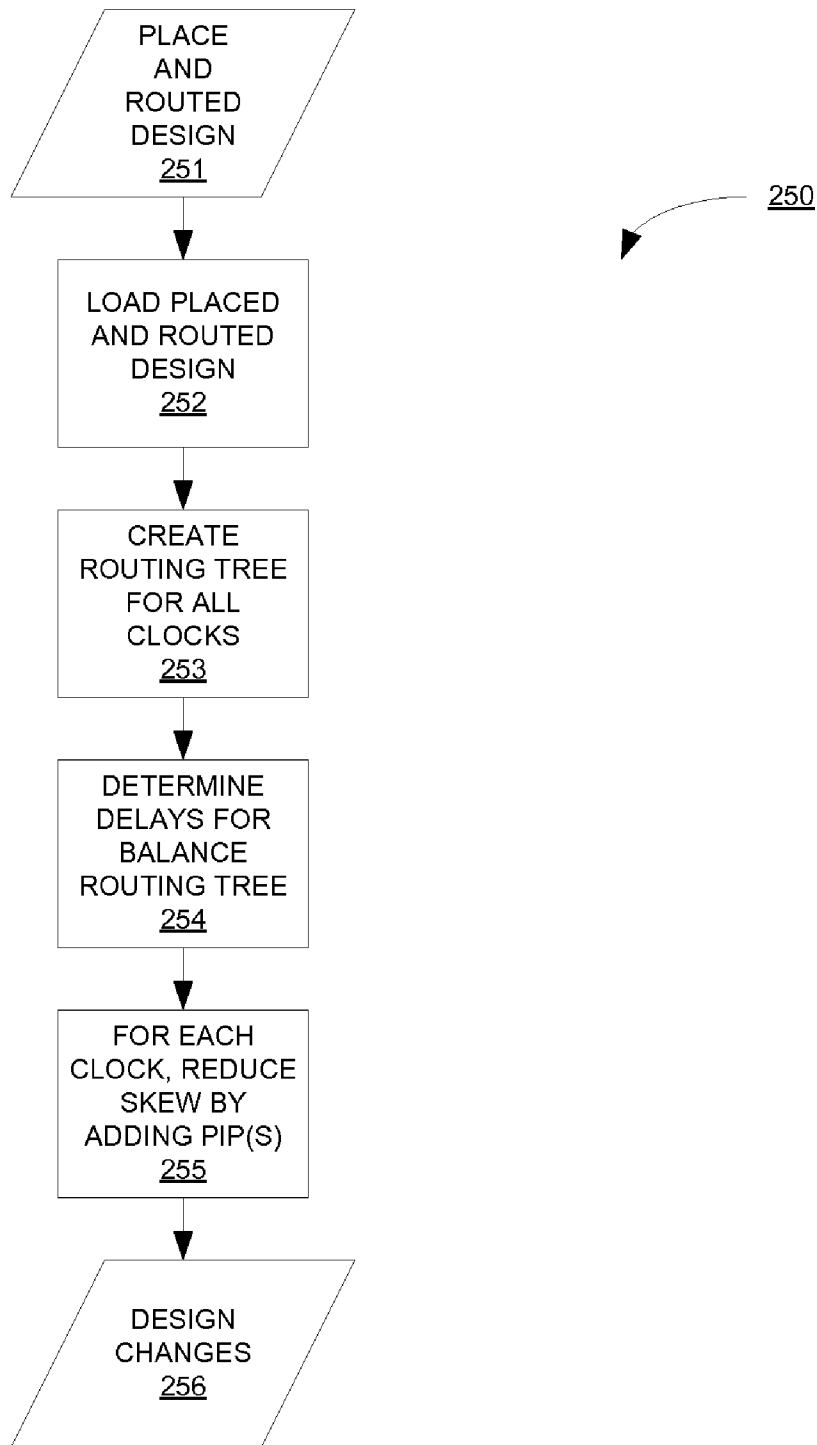 PLACE
AND
ROUTED
DESIGN
251
250
LOAD PLACED
AND ROUTED
DESIGN
252
CREATE
ROUTING TREE
FOR ALL
CLOCKS
253
DETERMINE
DELAYS FOR
BALANCE
ROUTING TREE
254
FOR EACH
CLOCK, REDUCE
SKEW BY
ADDING PIP(S)
255
DESIGN
CHANGES
256